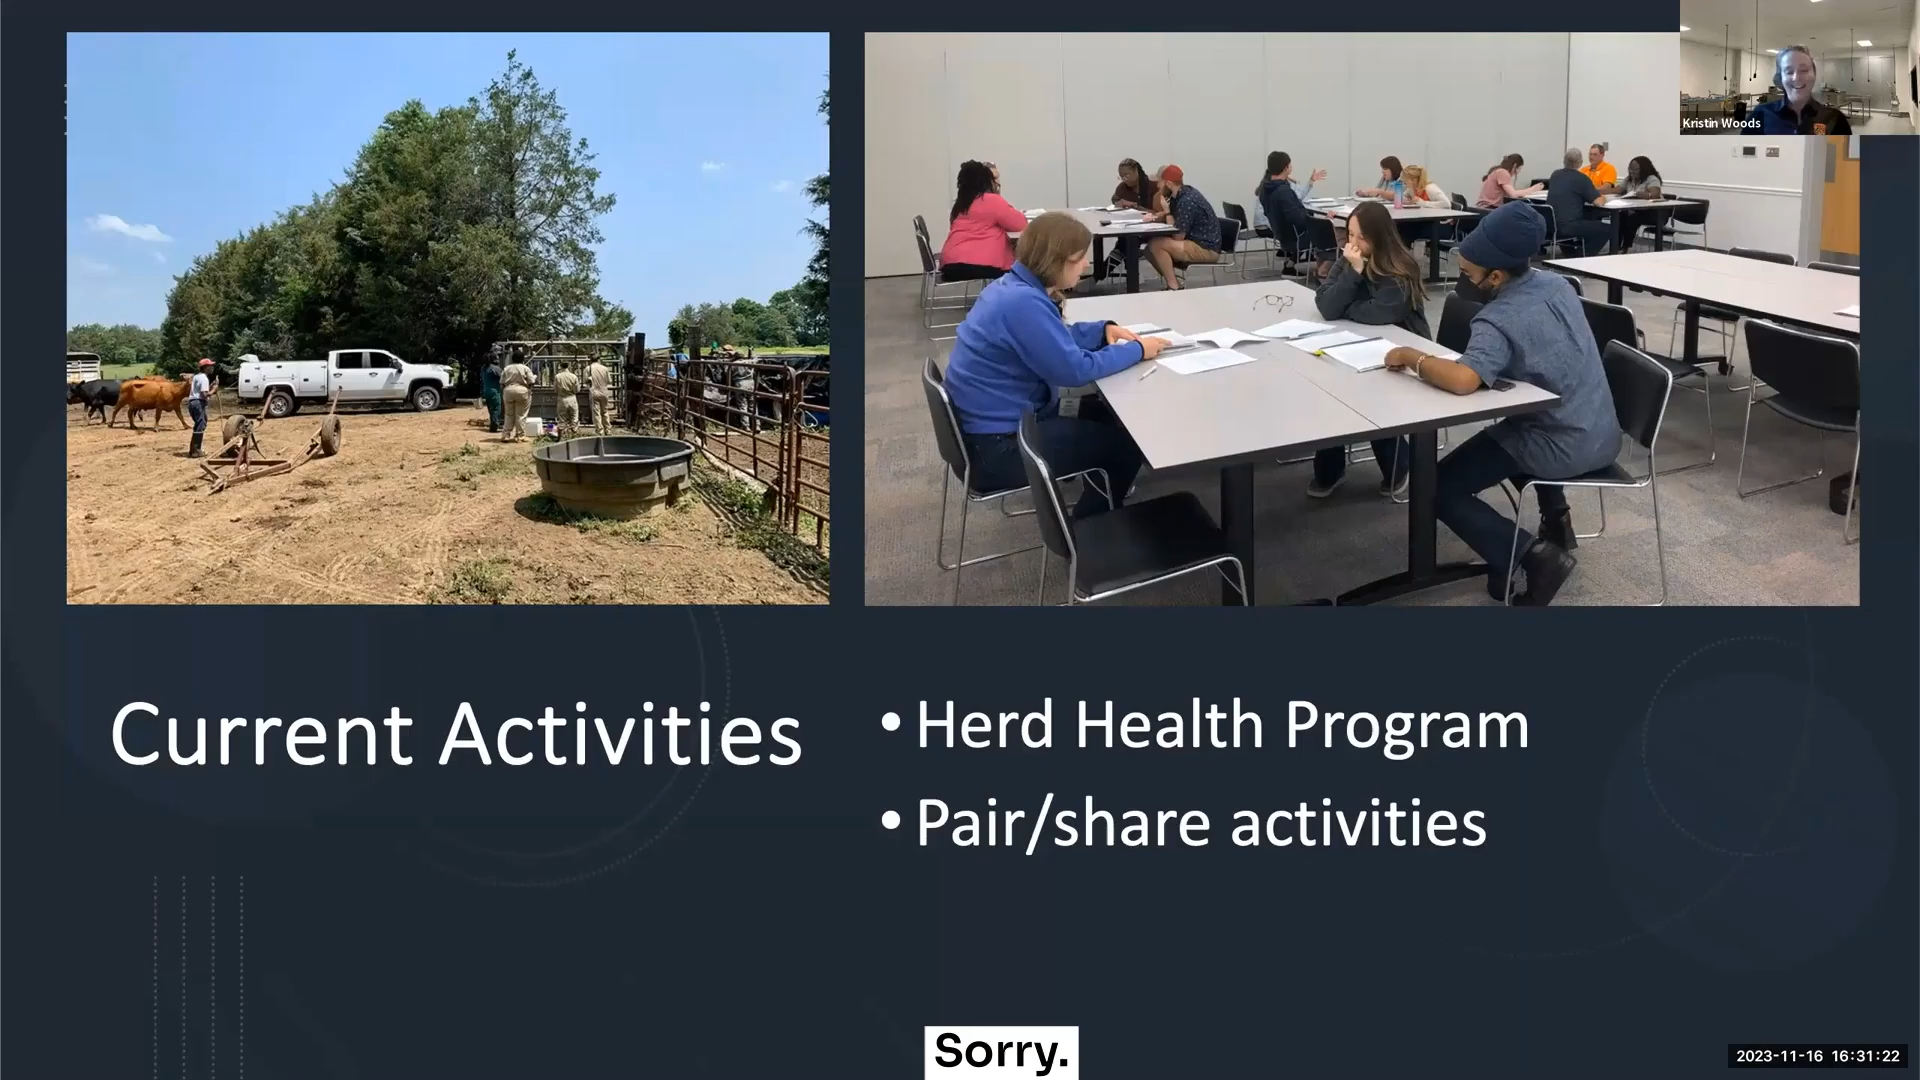 Kristin Woods
Current Activities
• Herd Health Program
• Pair/share activities
Sorry.
2023-11-16 16:31:22